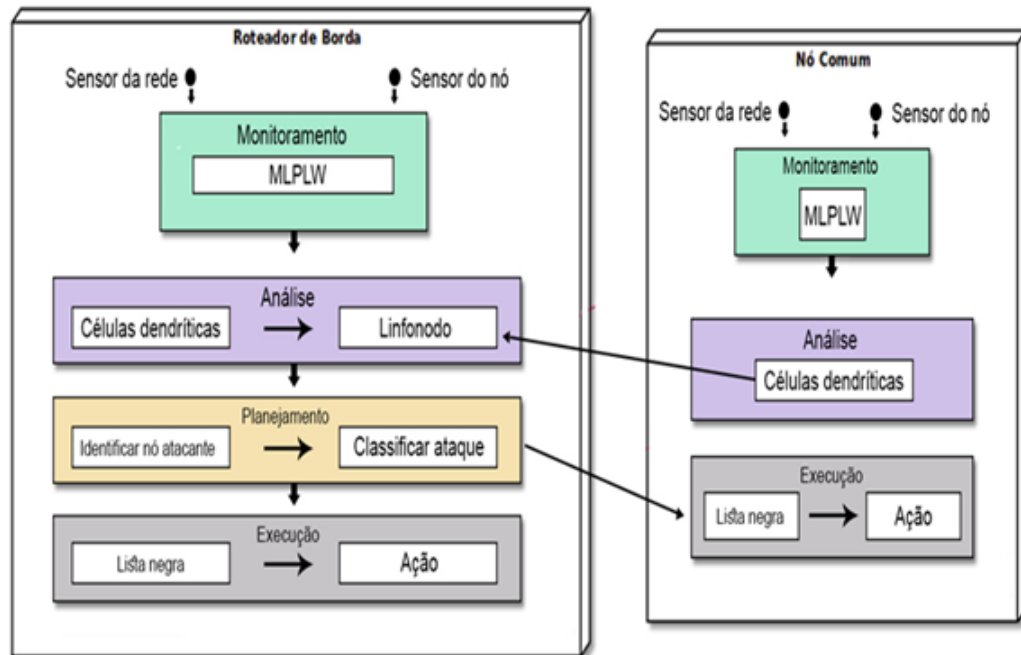 Roteador de Borda
Sensor da rede
Sensor do nó
Monitoramento
MLPLW
Análise
Células dendríticas
Linfonodo
Planejamento
Identificar nó atacante
Classificar ataque
Execução
Lista negra
Ação
Nó Comum
Sensor da rede
Sensor do nó
Monitoramento
MLPLW
Análise
Células dendríticas
Execução
Lista negra
Ação